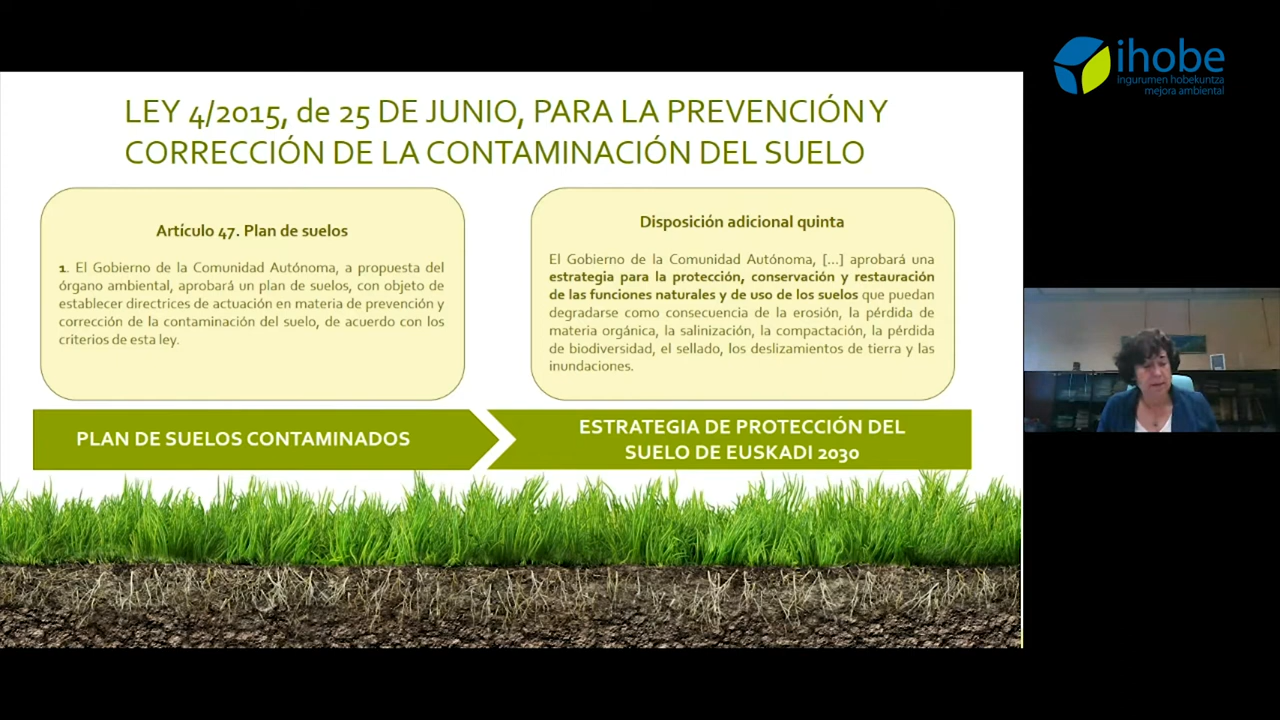 ihobe
ingurumen hobekuntza
mejora ambiental
LEY 4/2015, de 25 DE JUNIO, PARA LA PREVENCIÓN Y
CORRECCIÓN DE LA CONTAMINACIÓN DEL SUELO
Artículo 47. Plan de suelos
1. El Gobierno de la Comunidad Autónoma, a propuesta del
órgano ambiental, aprobará un plan de suelos, con objeto de
establecer directrices de actuación en materia de prevención y
corrección de la contaminación del suelo, de acuerdo con los
criterios de esta ley.
Disposición adicional quinta
El Gobierno de la Comunidad Autónoma, [...] aprobará una
estrategia para la protección, conservación y restauración
de las funciones naturales y de uso de los suelos que puedan
degradarse como consecuencia de la erosión, la pérdida de
materia orgánica, la salinización, la compactación, la pérdida
de biodiversidad, el sellado, los deslizamientos de tierra y las
inundaciones.
PLAN DE SUELOS CONTAMINADOS
ESTRATEGIA DE PROTECCIÓN DEL
SUELO DE EUSKADI 2030